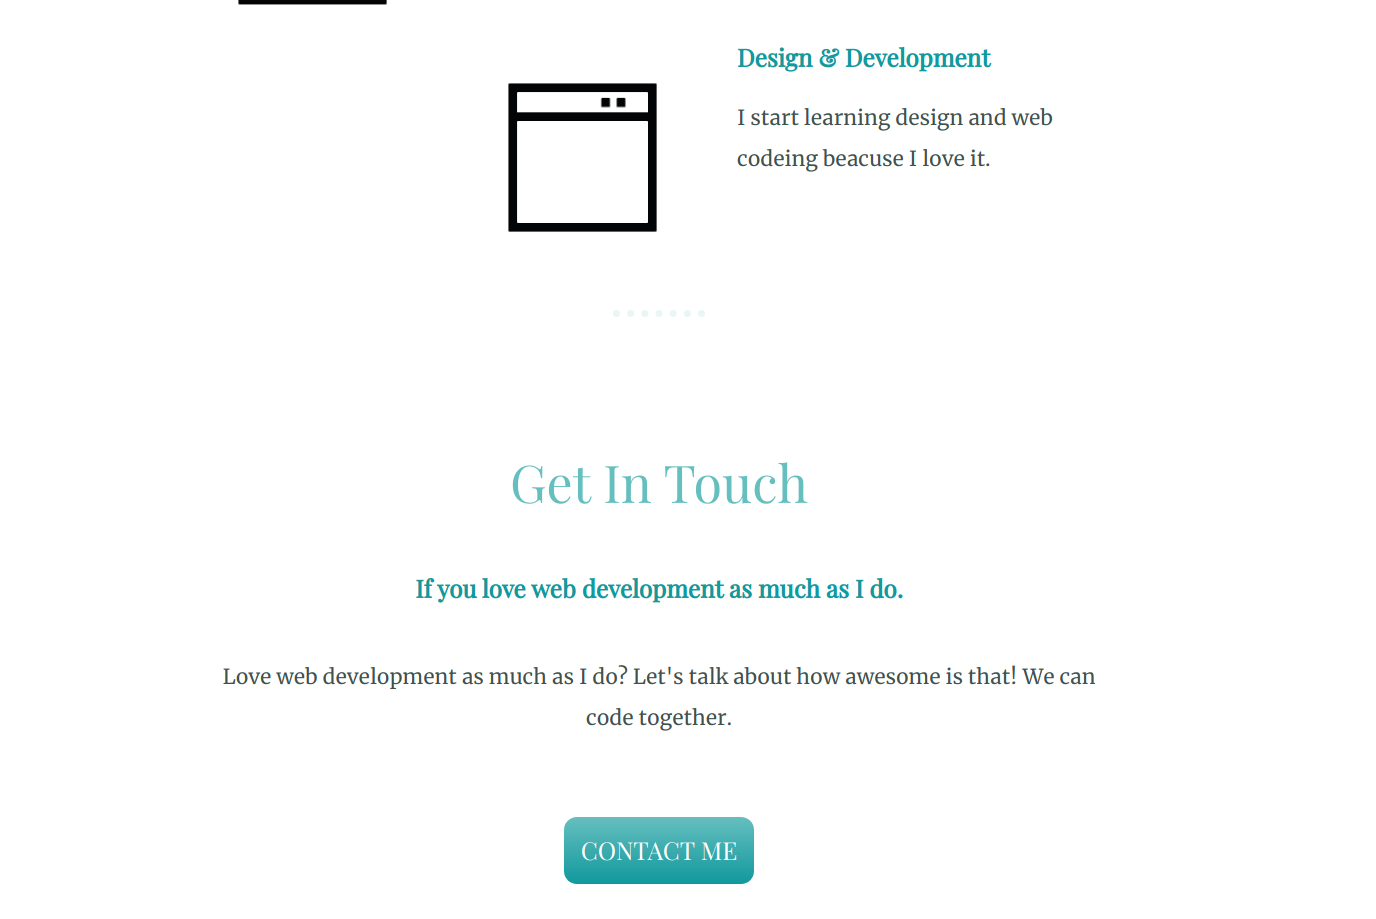 Design & Development
I start learning design and web
codeing beacuse I love it.
Get In Touch
If you love web development as much as I do.
Love web development as much as I do? Let's talk about how awesome is that! We can
code together.
CONTACT ME